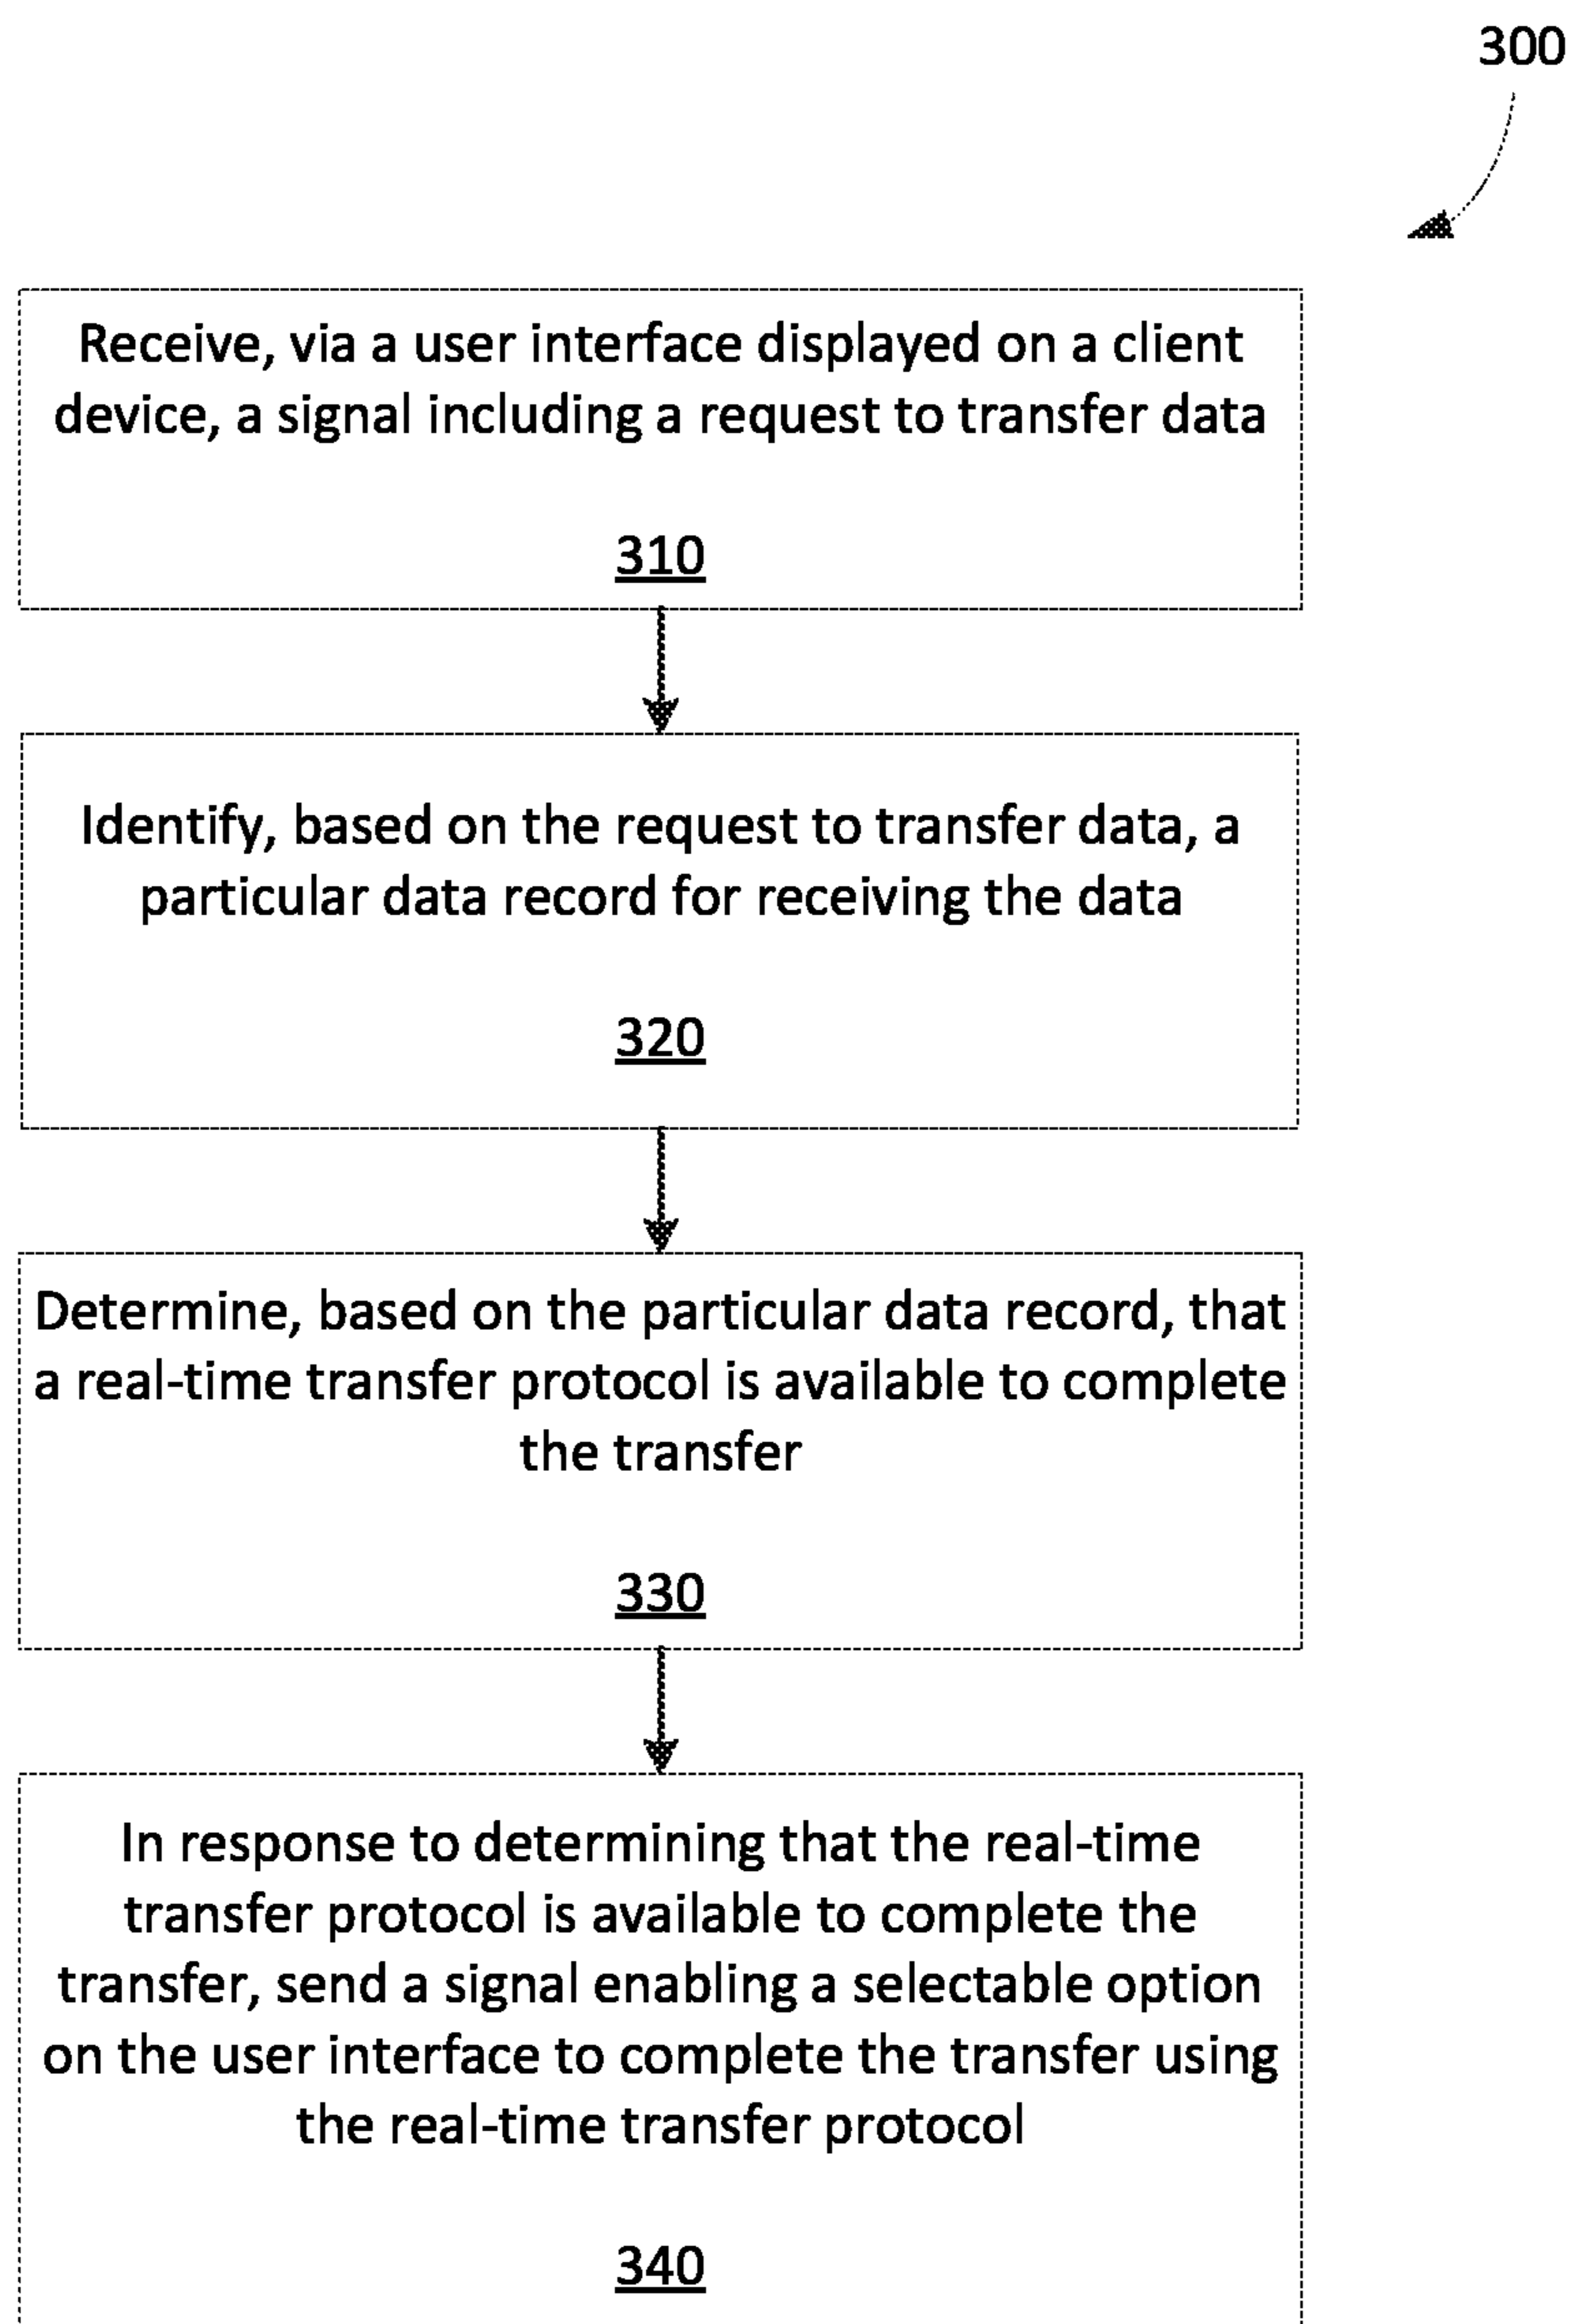 300
Receive, via a user interface displayed on a client
device, a signal including a request to transfer data
310
Identify, based on the request to transfer data, a
particular data record for receiving the data
320
Determine, based on the particular data record, that
a real-time transfer protocol is available to complete
the transfer
330
In response to determining that the real-time
transfer protocol is available to complete the
transfer, send a signal enabling a selectable option
on the user interface to complete the transfer using
the real-time transfer protocol
340